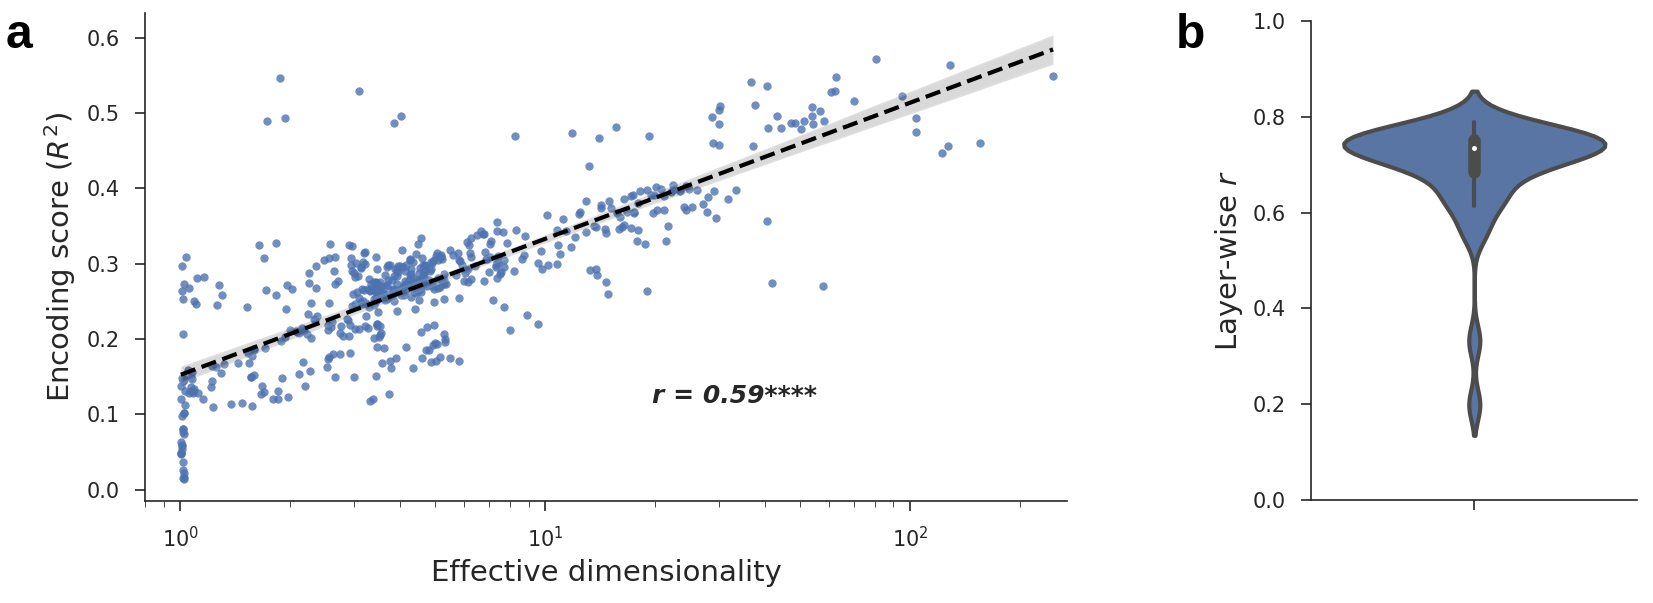 a
0.6
0.5
0.4
0.3
0.2
0.1
0.0
Encoding score (R²)
10⁰
10¹
10²
Effective dimensionality
r = 0.59****
b
1.0
0.8
0.6
0.4
0.2
0.0
Layer-wise r